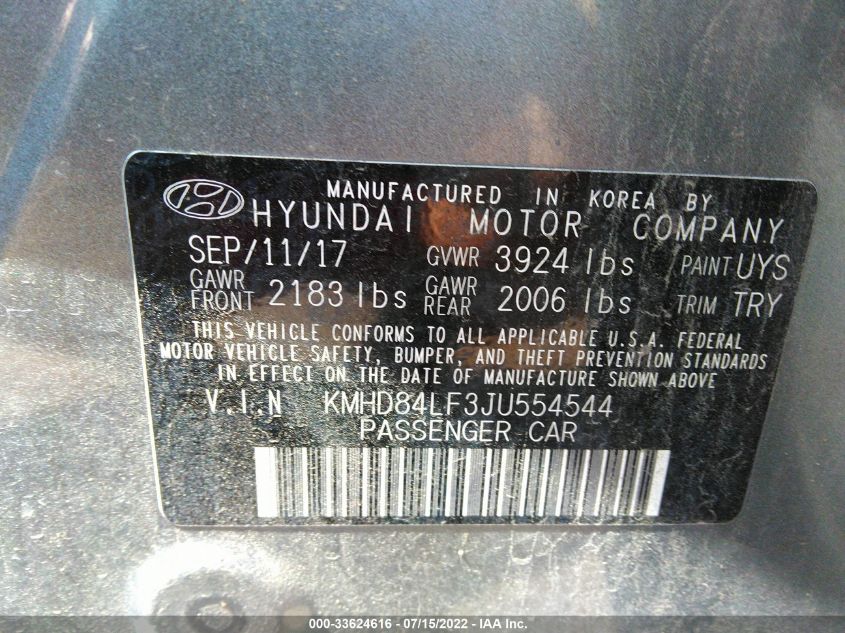 MANUFACTURED IN KOREA BY
HYUNDAI MOTOR COMPANY
SEP/11/17 GVWR 3924 lbs PAINT UYS
GAWR FRONT 2183 lbs GAWR REAR 2006 lbs TRIM TRY
THIS VEHICLE CONFORMS TO ALL APPLICABLE U.S.A. FEDERAL
MOTOR VEHICLE SAFETY, BUMPER, AND THEFT PREVENTION STANDARDS
IN EFFECT ON THE DATE OF MANUFACTURE SHOWN ABOVE
V.I.N KMHD84LF3JU554544
PASSENGER CAR
000-33624616 - 07/15/2022 - IAA Inc.